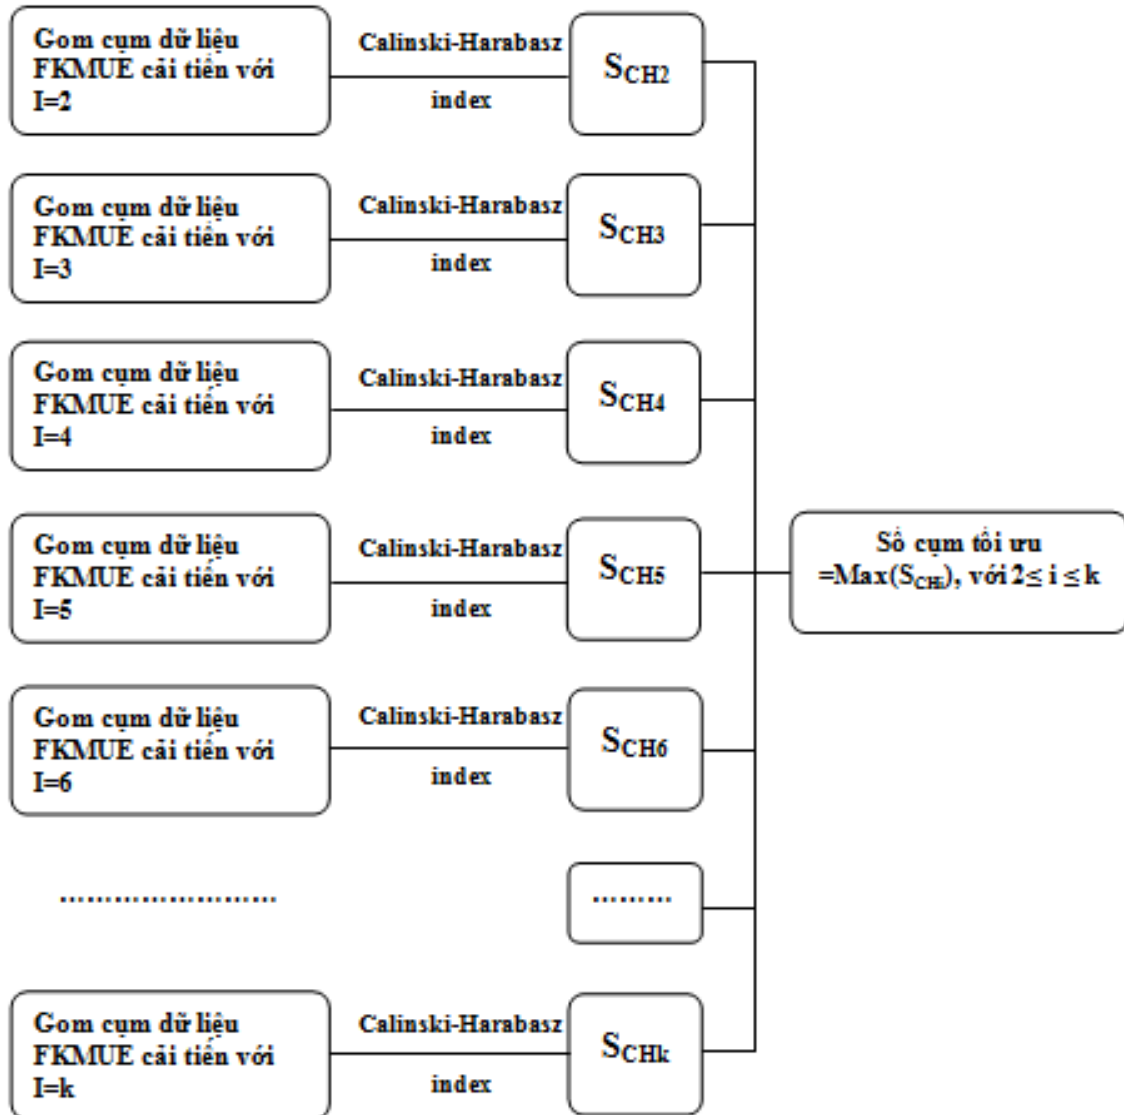 Gom cụm dữ liệu
FKMUE cải tiến với
I=2
Calinski-Harabasz
index
SCH2
Gom cụm dữ liệu
FKMUE cải tiến với
I=3
Calinski-Harabasz
index
SCH3
Gom cụm dữ liệu
FKMUE cải tiến với
I=4
Calinski-Harabasz
index
SCH4
Gom cụm dữ liệu
FKMUE cải tiến với
I=5
Calinski-Harabasz
index
SCH5
Số cụm tối ưu
=Max(SCHi), với 2≤ i ≤ k
Gom cụm dữ liệu
FKMUE cải tiến với
I=6
Calinski-Harabasz
index
SCH6
........................
.........
Gom cụm dữ liệu
FKMUE cải tiến với
I=k
Calinski-Harabasz
index
SCHk